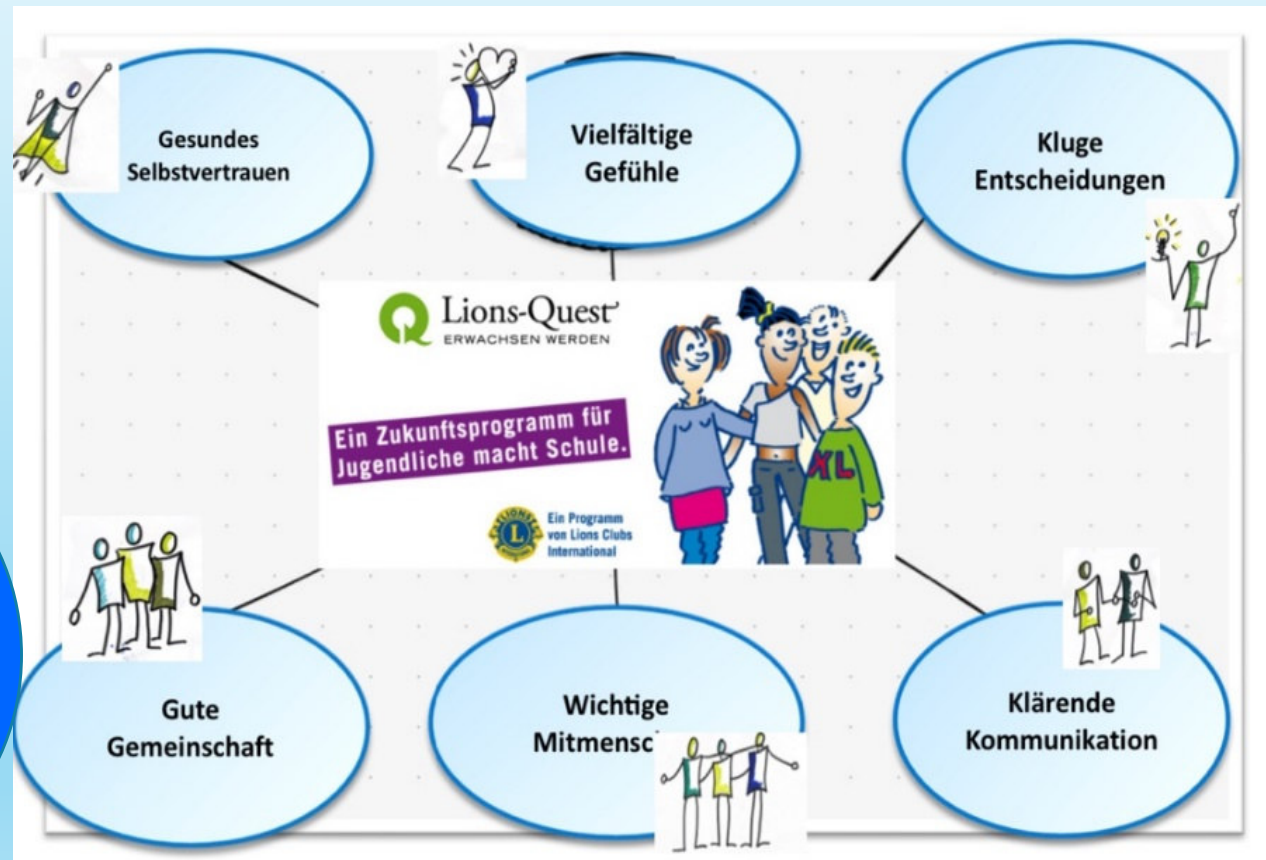 Gesundes
Selbstvertrauen
Vielfältige
Gefühle
Kluge
Entscheidungen
Lions-Quest
ERWACHSEN WERDEN
Ein Zukunftsprogramm für
Jugendliche macht Schule.
XL
L
Ein Programm
von Lions Clubs
International
Gute
Gemeinschaft
Wichtige
Klärende
Kommunikation